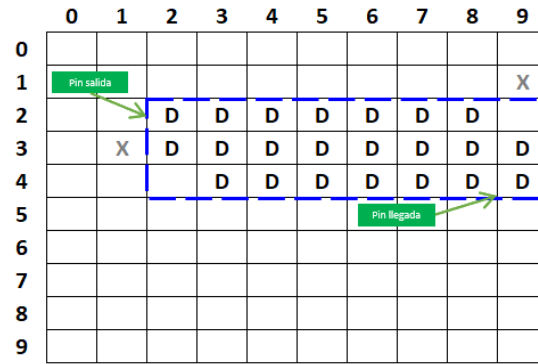 0 1 2 3 4 5 6 7 8 9
0
1 Pin salida X
2 D D D D D D D
3 X D D D D D D D D
4 D D D D D D D
5 Pin llegada
6
7
8
9